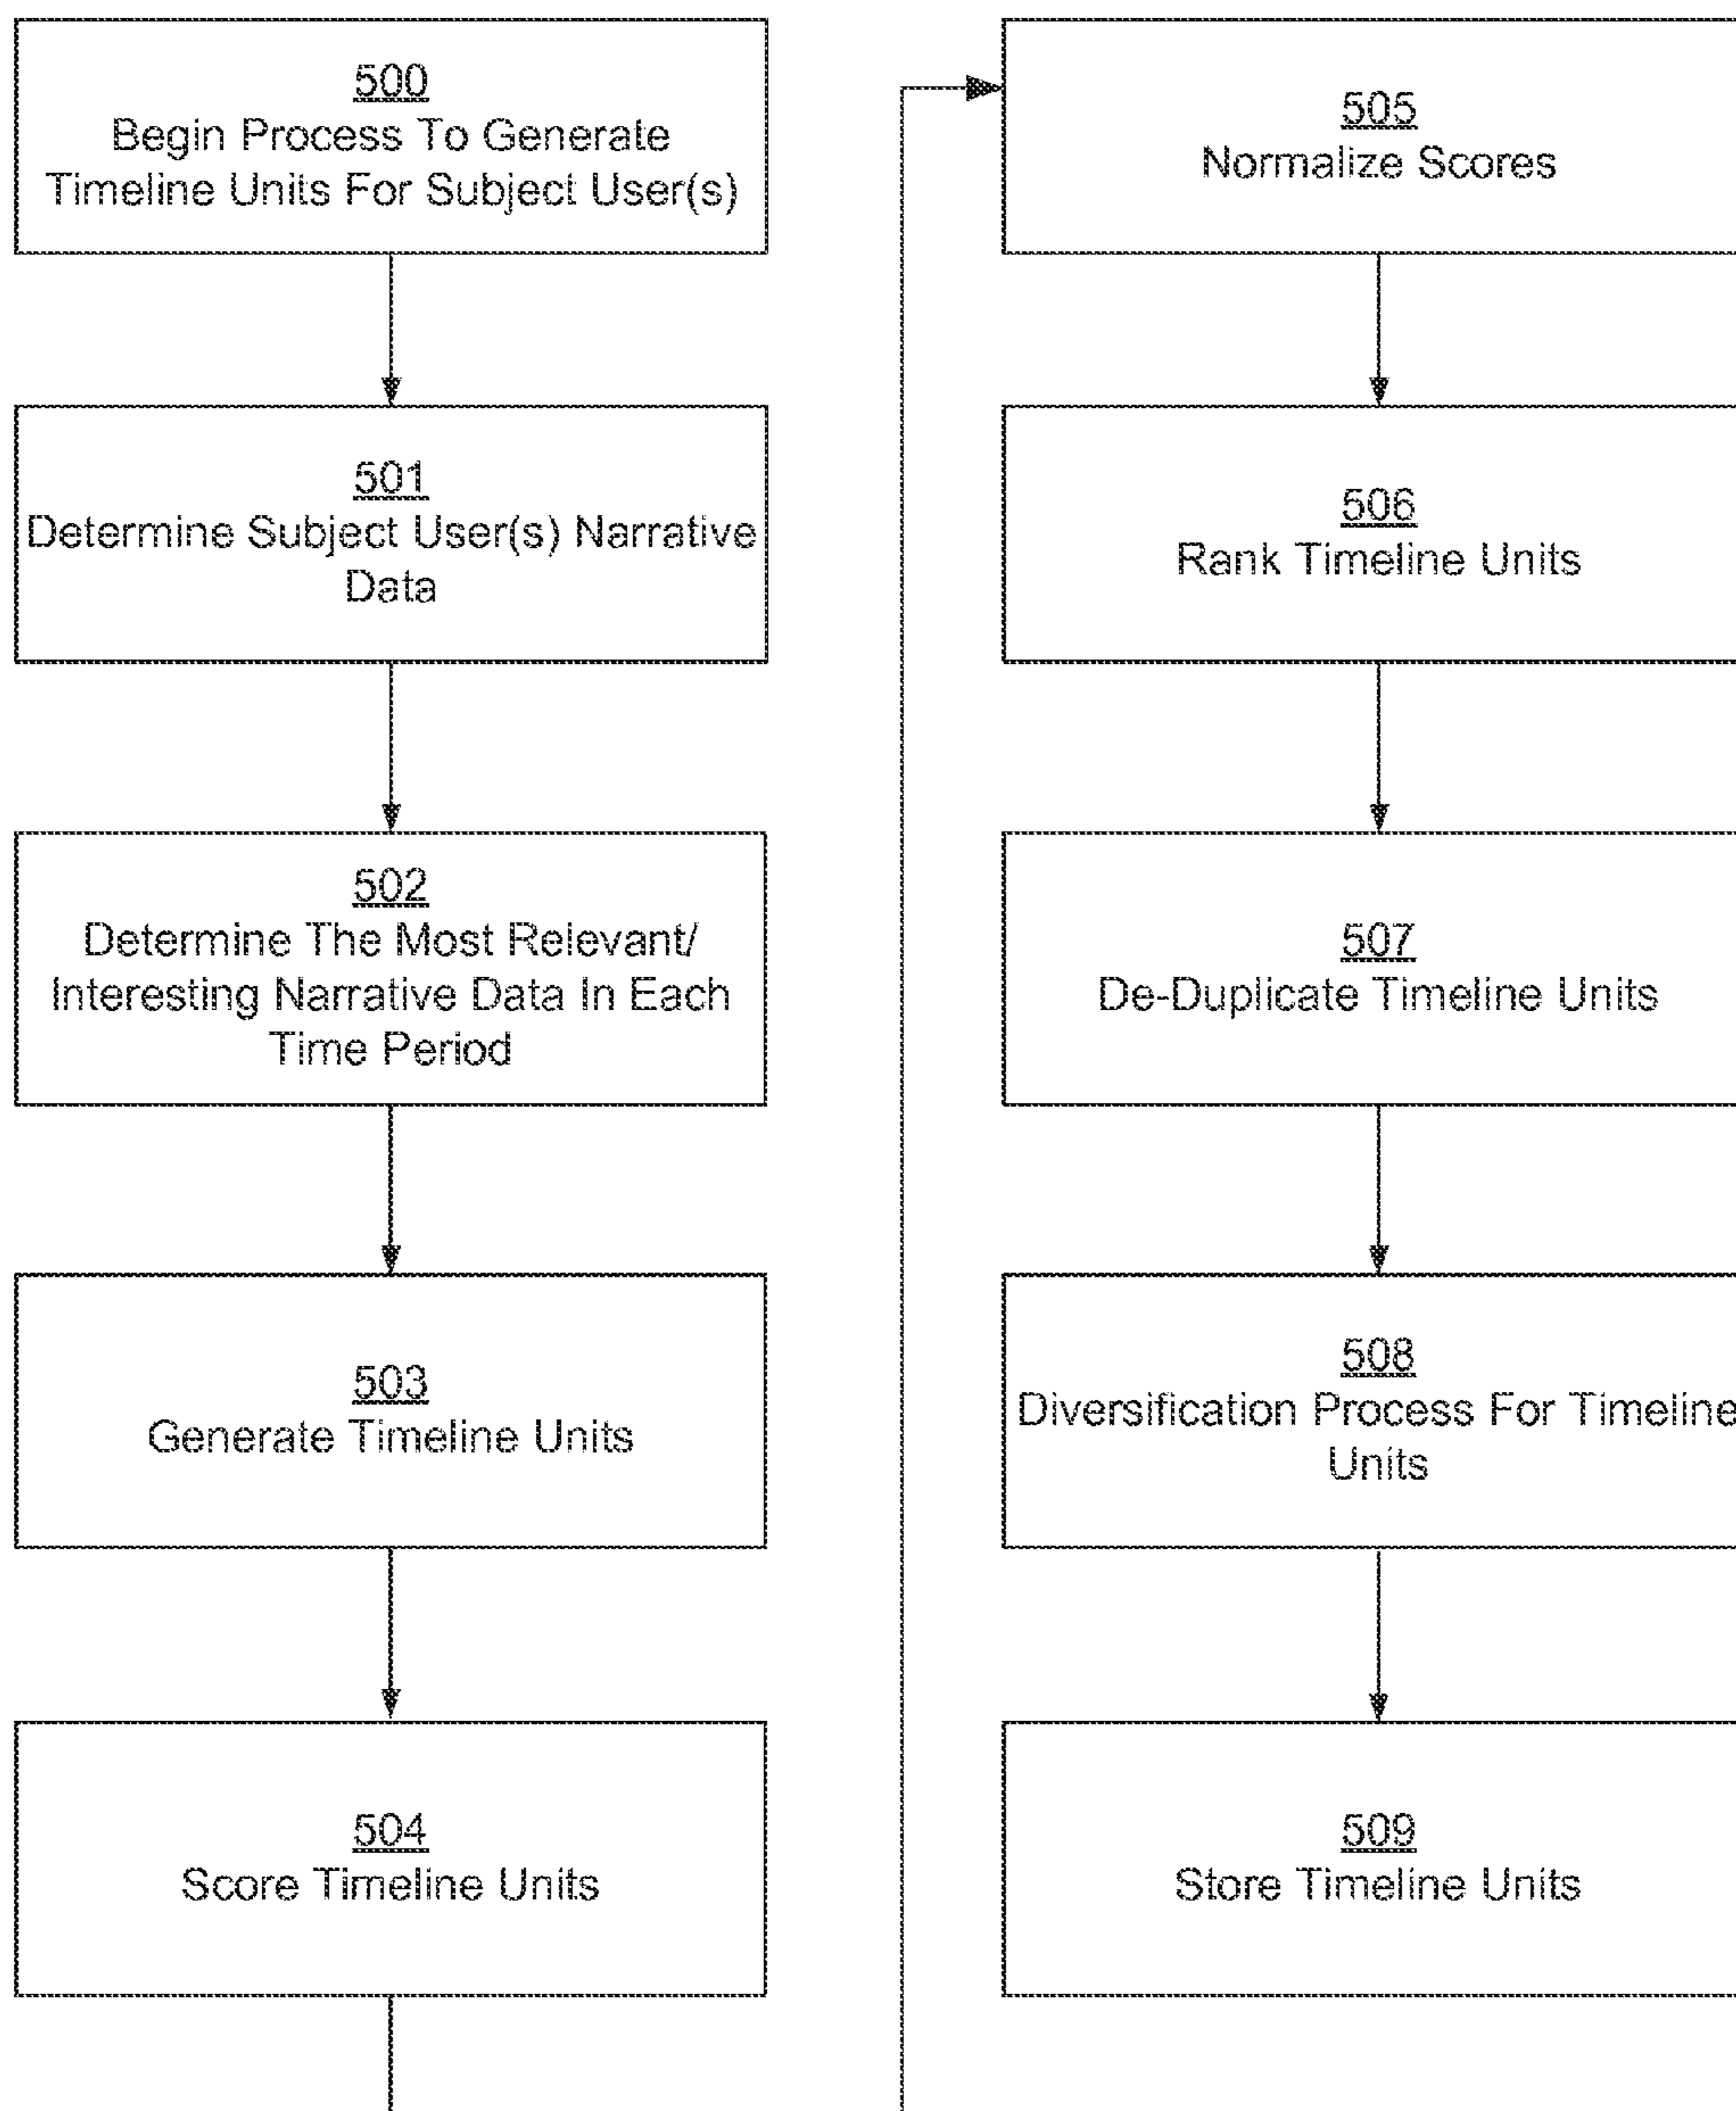 500
Begin Process To Generate
Timeline Units For Subject User(s)
501
Determine Subject User(s) Narrative
Data
502
Determine The Most Relevant/
Interesting Narrative Data In Each
Time Period
503
Generate Timeline Units
504
Score Timeline Units
505
Normalize Scores
506
Rank Timeline Units
507
De-Duplicate Timeline Units
508
Diversification Process For Timeline
Units
509
Store Timeline Units